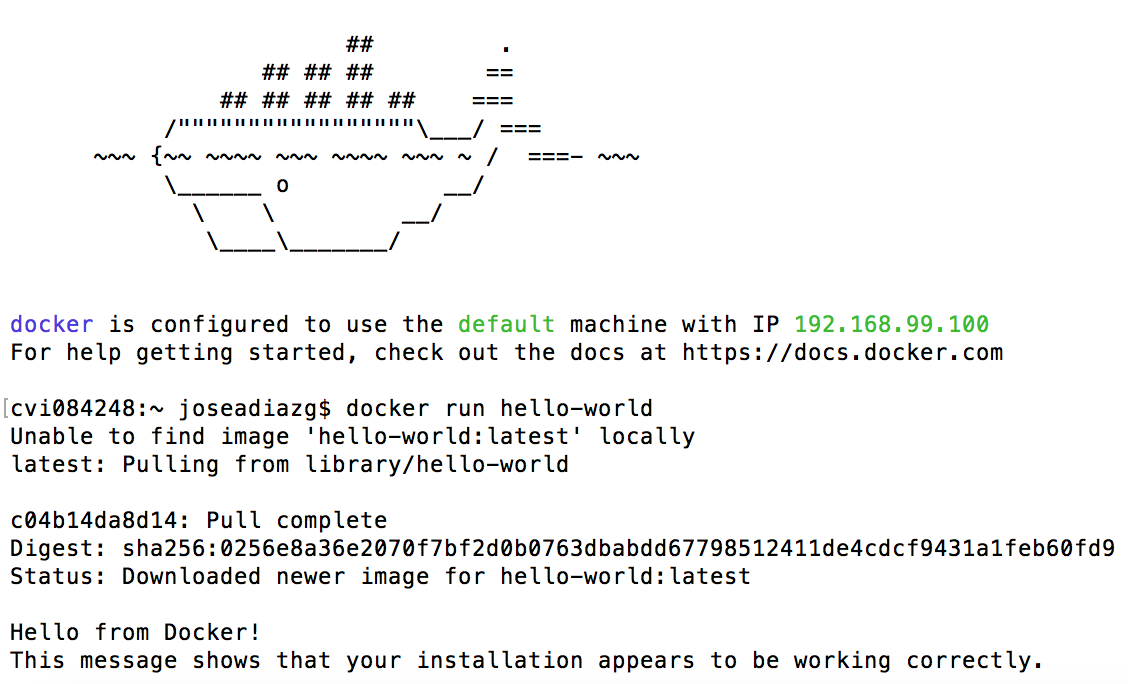 ##         .
                  ## ## ##        ==
               ## ## ## ## ##    ===
           /"""""""""""""""""\___/ ===
      ~~~ {~~ ~~~~ ~~~ ~~~~ ~~~ ~ /  ===- ~~~
           \______ o           __/
             \    \         __/
              \____\_______/

docker is configured to use the default machine with IP 192.168.99.100
For help getting started, check out the docs at https://docs.docker.com

[cvi084248:~ joseadiazg$ docker run hello-world
Unable to find image 'hello-world:latest' locally
latest: Pulling from library/hello-world

c04b14da8d14: Pull complete
Digest: sha256:0256e8a36e2070f7bf2d0b0763dbabdd67798512411de4cdcf9431a1feb60fd9
Status: Downloaded newer image for hello-world:latest

Hello from Docker!
This message shows that your installation appears to be working correctly.